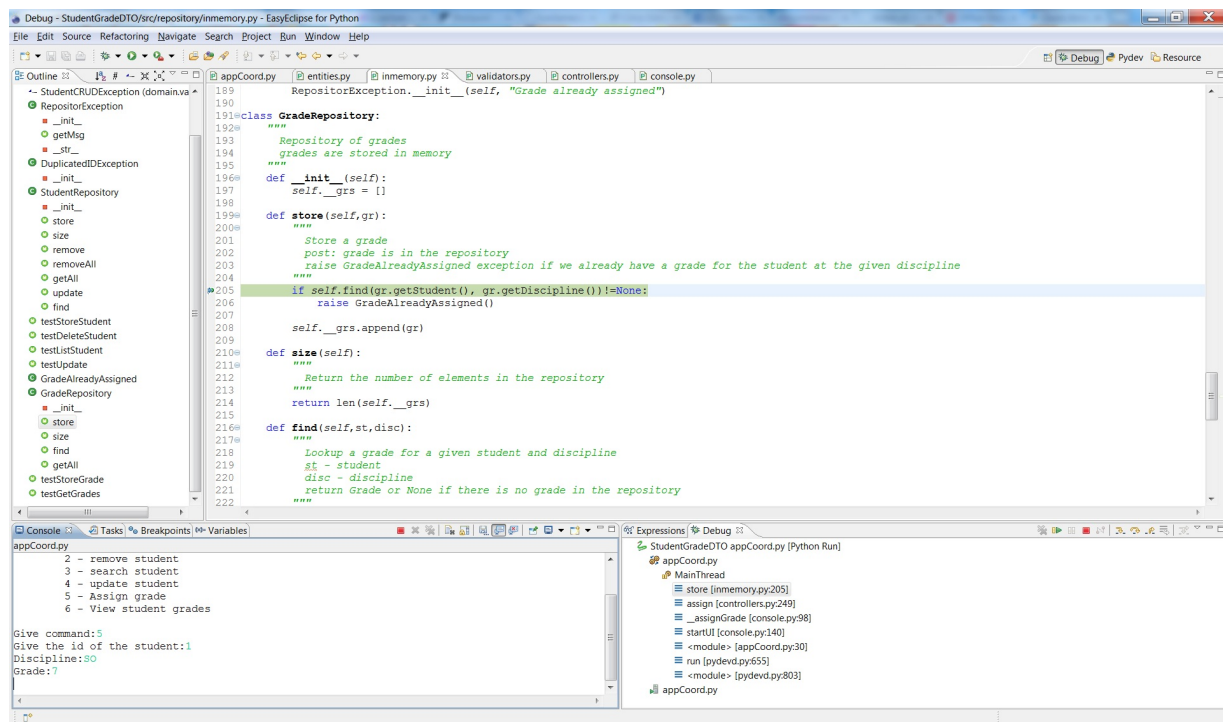 Debug - StudentGradeDTO/src/repository/inmemory.py - EasyEclipse for Python
File Edit Source Refactoring Navigate Search Project Run Window Help
Debug Pydev Resource
Outline
StudentCRUDException (domain.va
RepositorException
__init__
getMsg
__str__
DuplicatedIDException
__init__
StudentRepository
__init__
store
size
remove
removeAll
getAll
update
find
testStoreStudent
testDeleteStudent
testListStudent
testUpdate
GradeAlreadyAssigned
GradeRepository
__init__
store
size
find
getAll
testStoreGrade
testGetGrades
appCoord.py entities.py inmemory.py validators.py controllers.py console.py
189 RepositorException.__init__(self, "Grade already assigned")
190
191 class GradeRepository:
192 """
193 Repository of grades
194 grades are stored in memory
195 """
196 def __init__(self):
197 self.__grs = []
198
199 def store(self,gr):
200 """
201 Store a grade
202 post: grade is in the repository
203 raise GradeAlreadyAssigned exception if we already have a grade for the student at the given discipline
204 """
205 if self.find(gr.getStudent(), gr.getDiscipline())!=None:
206 raise GradeAlreadyAssigned()
207
208 self.__grs.append(gr)
209
210 def size(self):
211 """
212 Return the number of elements in the repository
213 """
214 return len(self.__grs)
215
216 def find(self,st,disc):
217 """
218 Lookup a grade for a given student and discipline
219 st - student
220 disc - discipline
221 return Grade or None if there is no grade in the repository
222 """
Console Tasks Breakpoints Variables
appCoord.py
2 - remove student
3 - search student
4 - update student
5 - Assign grade
6 - View student grades
Give command:5
Give the id of the student:1
Discipline:SO
Grade:7
Expressions Debug
StudentGradeDTO appCoord.py [Python Run]
appCoord.py
MainThread
store [inmemory.py:205]
assign [controllers.py:249]
__assignGrade [console.py:98]
startUI [console.py:140]
<module> [appCoord.py:30]
run [pydevd.py:655]
<module> [pydevd.py:803]
appCoord.py